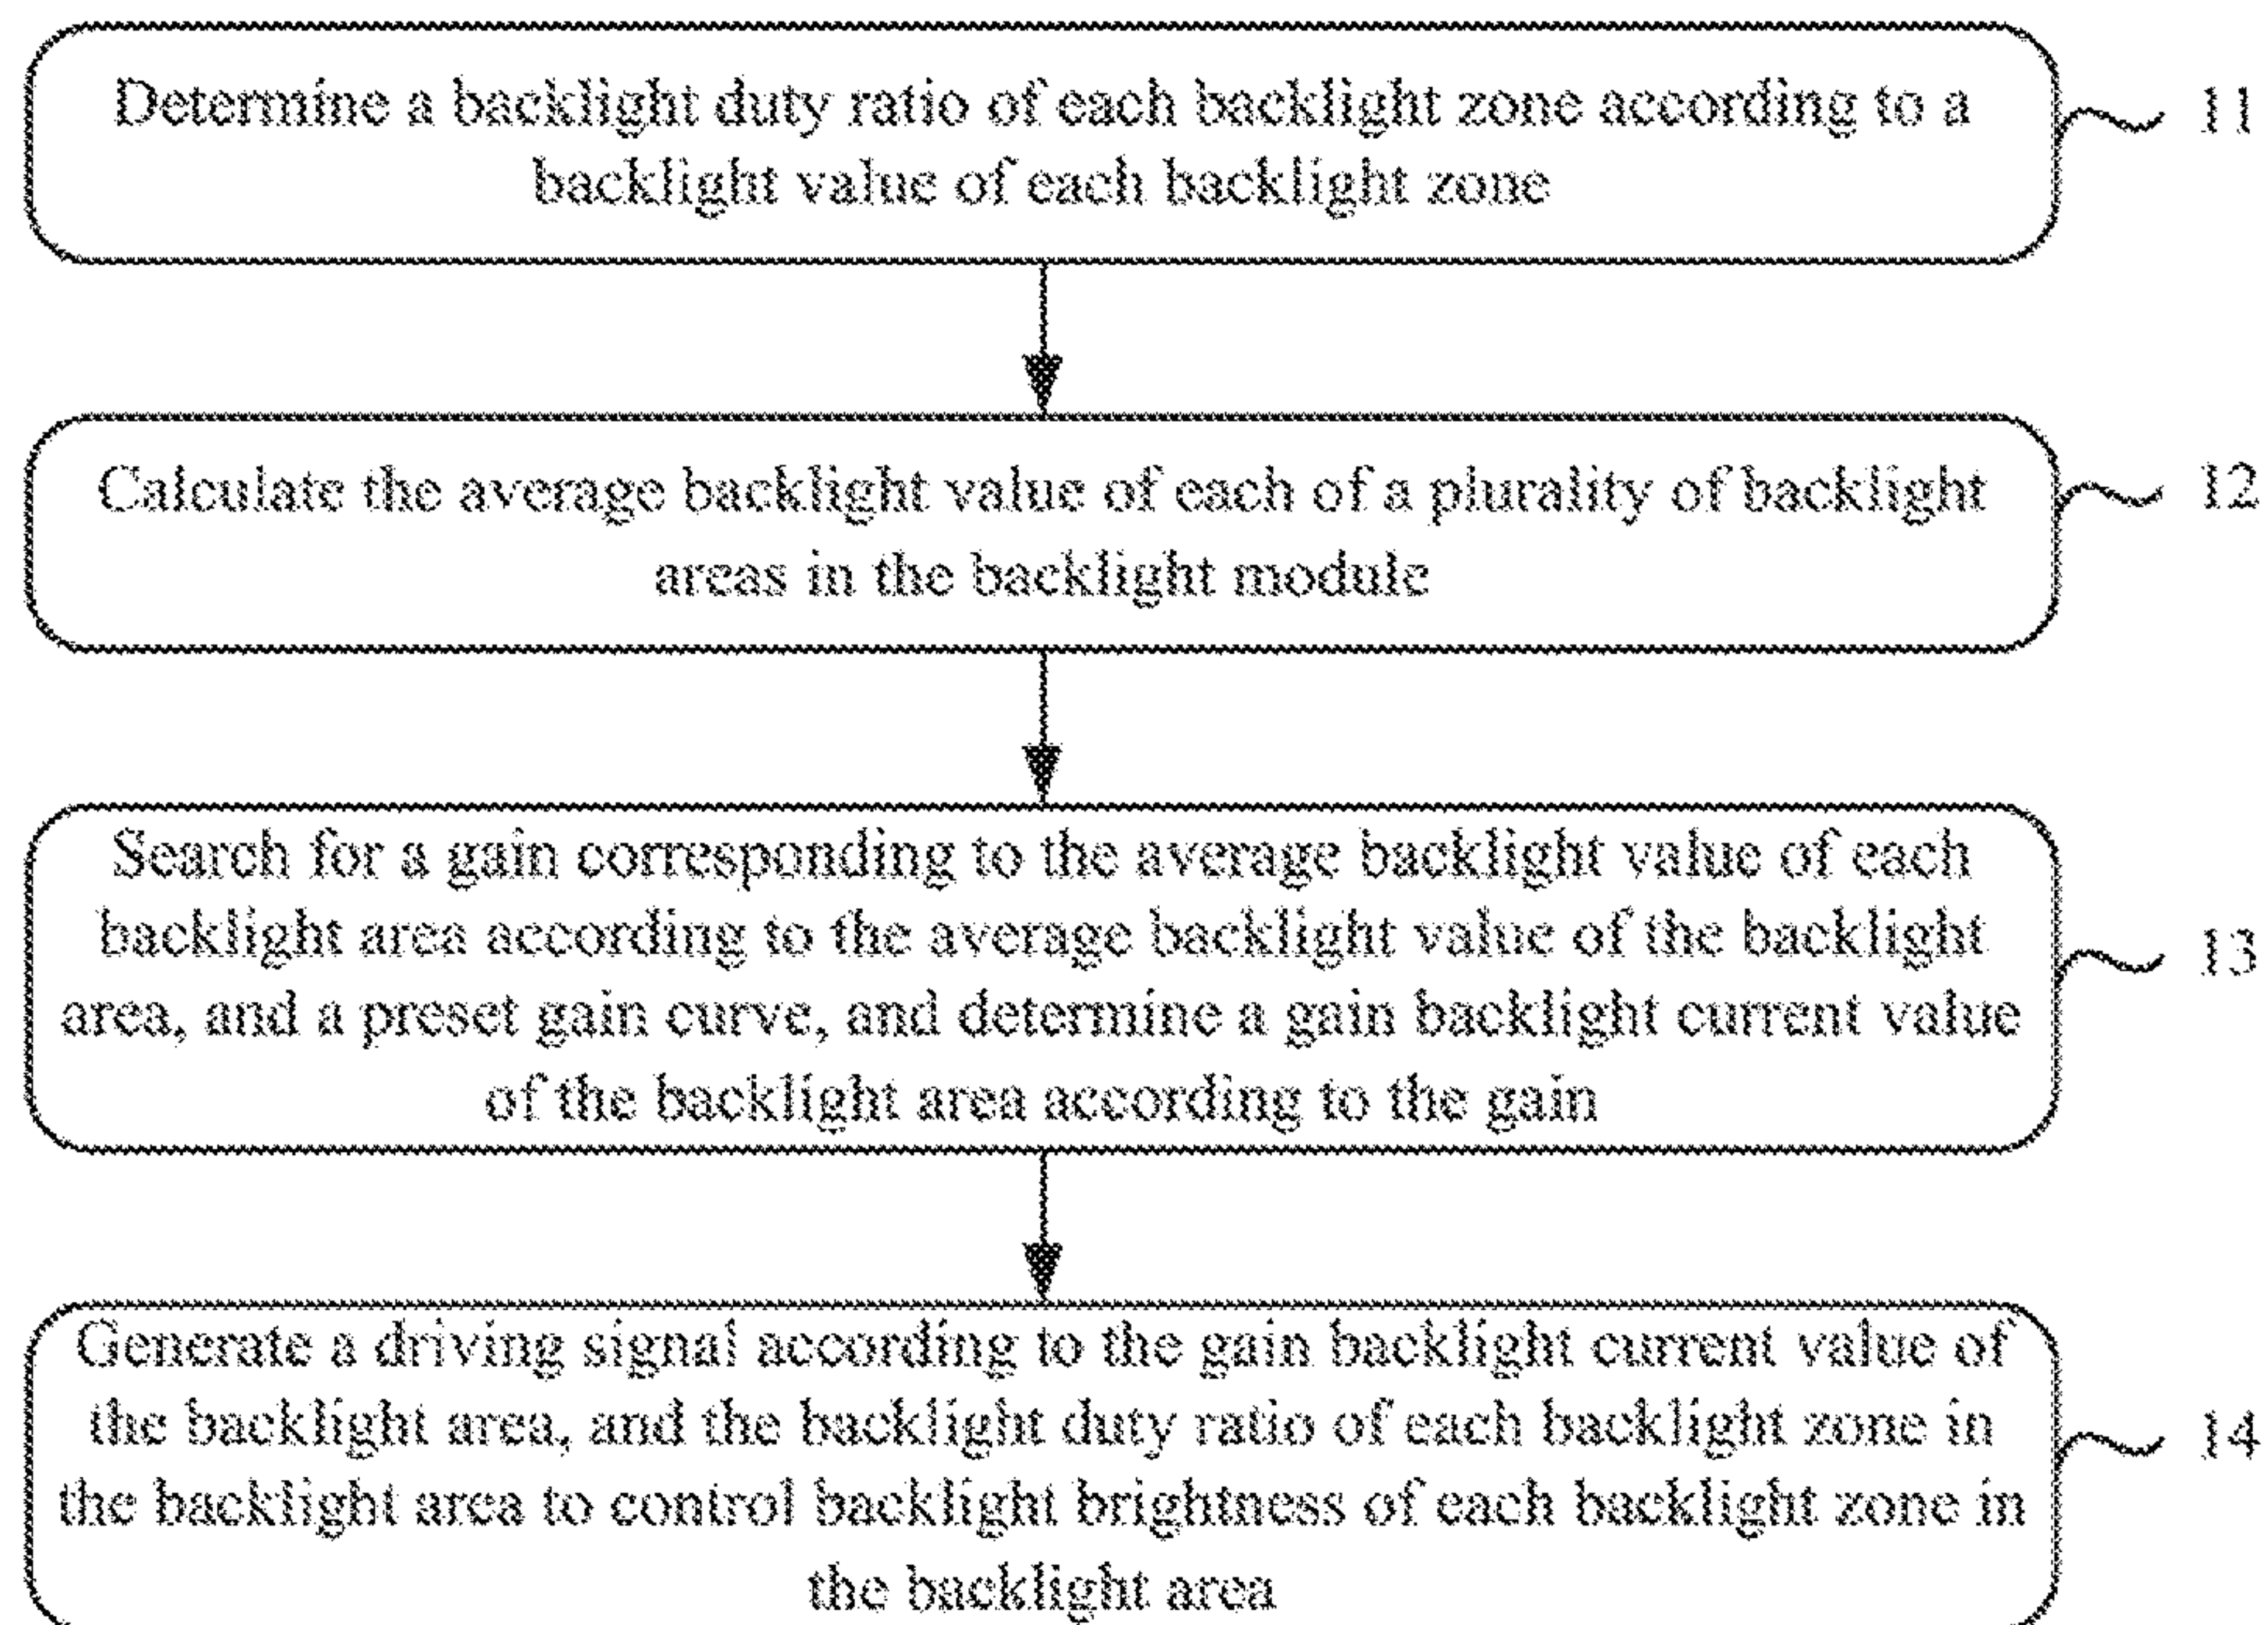 Determine a backlight duty ratio of each backlight zone according to a
backlight value of each backlight zone
11
Calculate the average backlight value of each of a plurality of backlight
areas in the backlight module
12
Search for a gain corresponding to the average backlight value of each
backlight area according to the average backlight value of the backlight
area, and a preset gain curve, and determine a gain backlight current value
of the backlight area according to the gain
13
Generate a driving signal according to the gain backlight current value of
the backlight area, and the backlight duty ratio of each backlight zone in
the backlight area to control backlight brightness of each backlight zone in
the backlight area
14